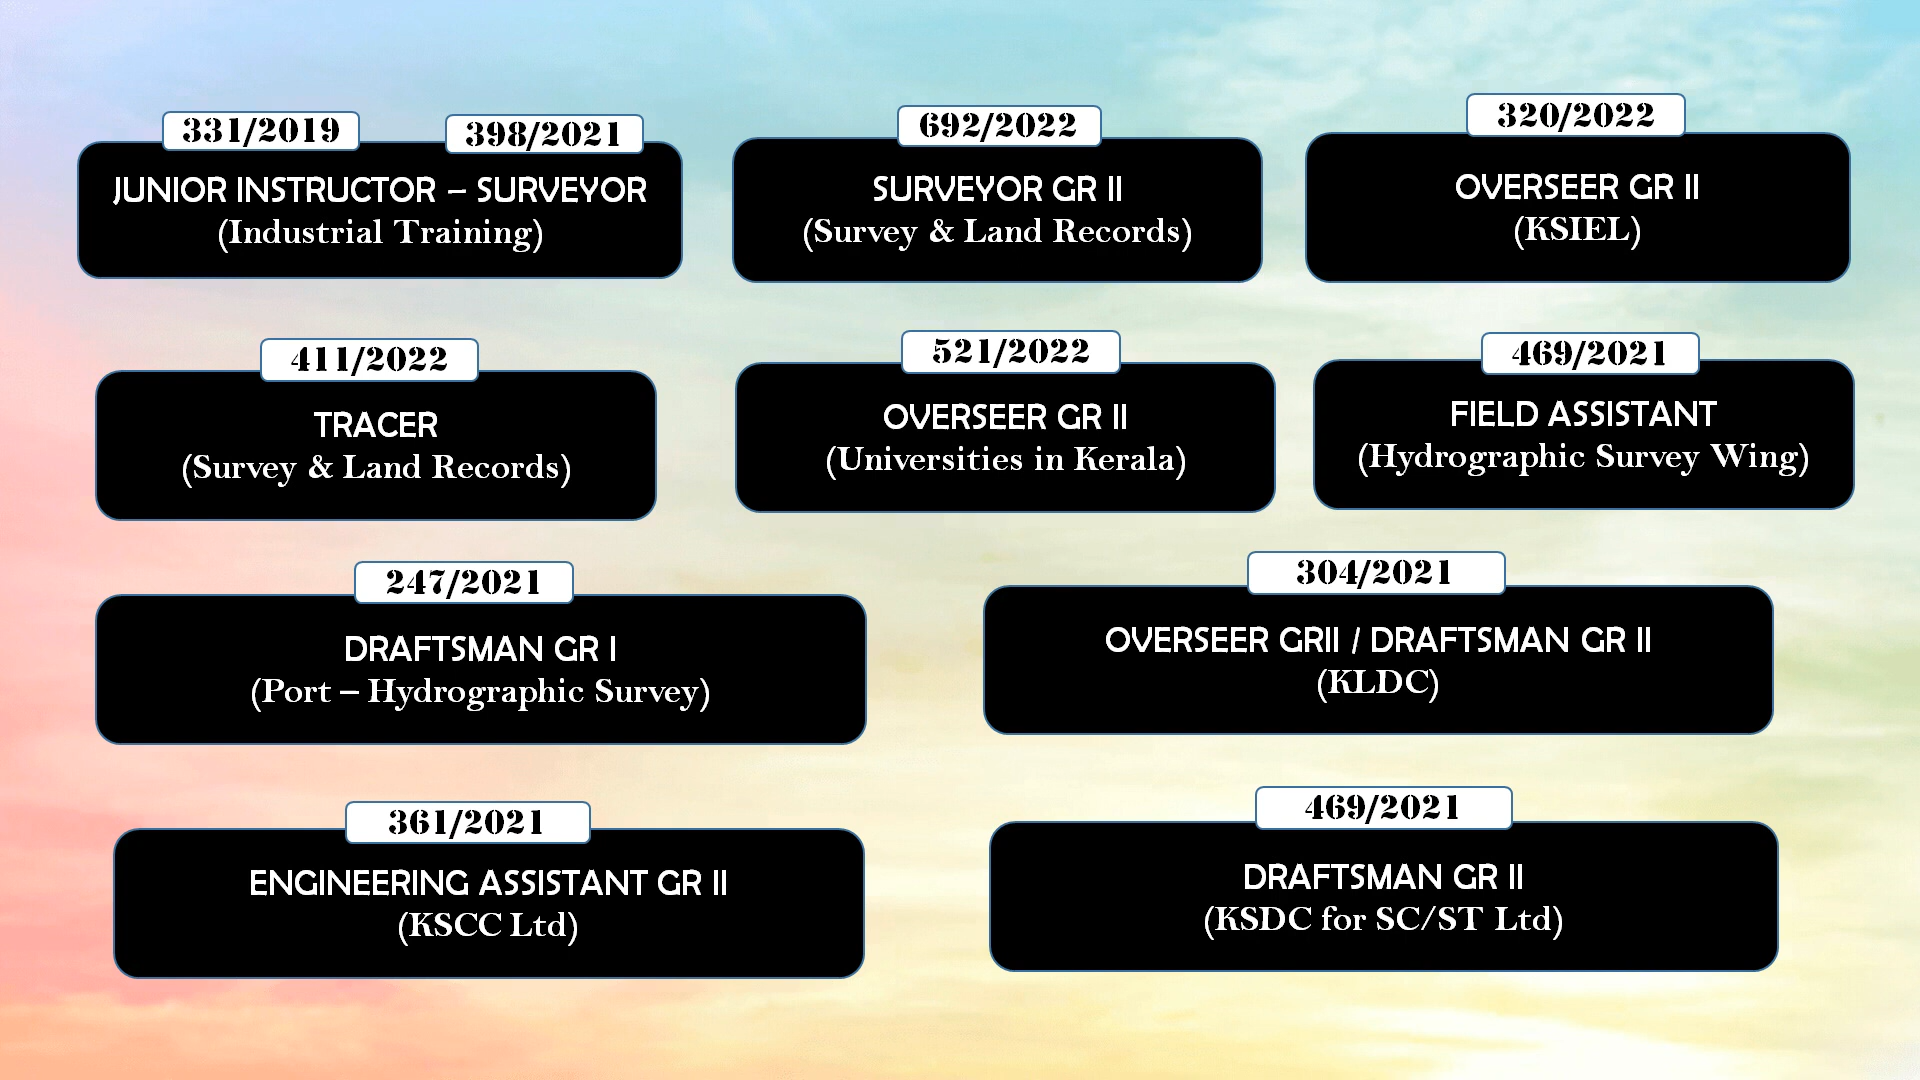 331/2019
398/2021
JUNIOR INSTRUCTOR – SURVEYOR
(Industrial Training)
692/2022
SURVEYOR GR II
(Survey & Land Records)
320/2022
OVERSEER GR II
(KSIEL)
411/2022
TRACER
(Survey & Land Records)
521/2022
OVERSEER GR II
(Universities in Kerala)
469/2021
FIELD ASSISTANT
(Hydrographic Survey Wing)
247/2021
DRAFTSMAN GR I
(Port – Hydrographic Survey)
304/2021
OVERSEER GRII / DRAFTSMAN GR II
(KLDC)
361/2021
ENGINEERING ASSISTANT GR II
(KSCC Ltd)
469/2021
DRAFTSMAN GR II
(KSDC for SC/ST Ltd)